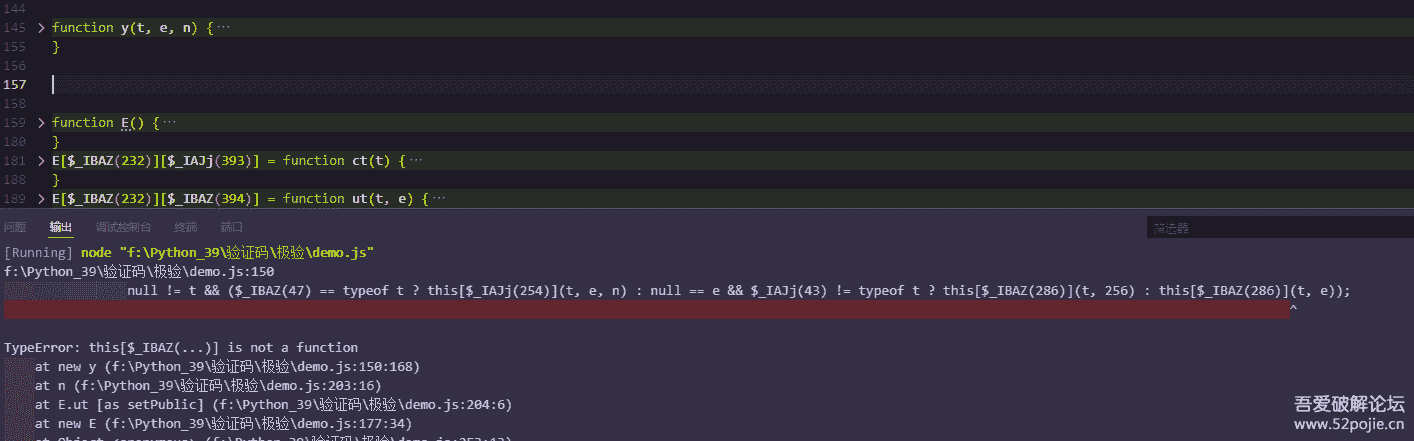 144
145 > function y(t, e, n) { ···
155 }
156
157
158
159 > function E() { ···
180 }
181 > E[$_IBAZ(232)][$_IAJj(393)] = function ct(t) { ···
188 }
189 > E[$_IBAZ(232)][$_IBAZ(394)] = function ut(t, e) { ···
问题 输出 调试控制台 终端 端口
筛选器
[Running] node "f:\Python_39\验证码\极验\demo.js"
f:\Python_39\验证码\极验\demo.js:150
null != t && ($_IBAZ(47) == typeof t ? this[$_IAJj(254)](t, e, n) : null == e && $_IAJj(43) != typeof t ? this[$_IBAZ(286)](t, 256) : this[$_IBAZ(286)](t, e));
^
TypeError: this[$_IBAZ(...)] is not a function
at new y (f:\Python_39\验证码\极验\demo.js:150:168)
at n (f:\Python_39\验证码\极验\demo.js:203:16)
at E.ut [as setPublic] (f:\Python_39\验证码\极验\demo.js:204:6)
at new E (f:\Python_39\验证码\极验\demo.js:177:34)
吾爱破解论坛
www.52pojie.cn